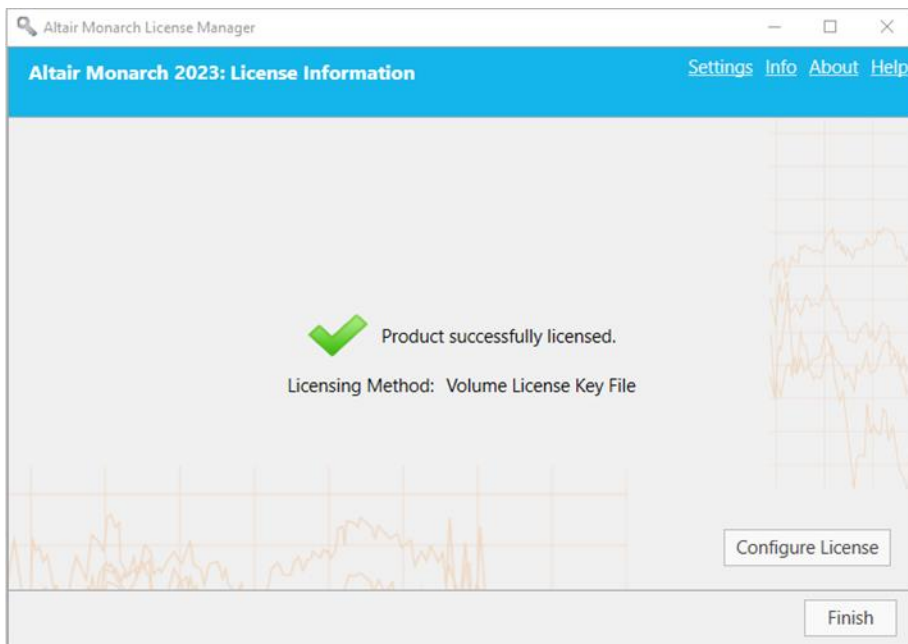 Altair Monarch License Manager
Altair Monarch 2023: License Information
Settings Info About Help
Product successfully licensed.
Licensing Method: Volume License Key File
Configure License
Finish